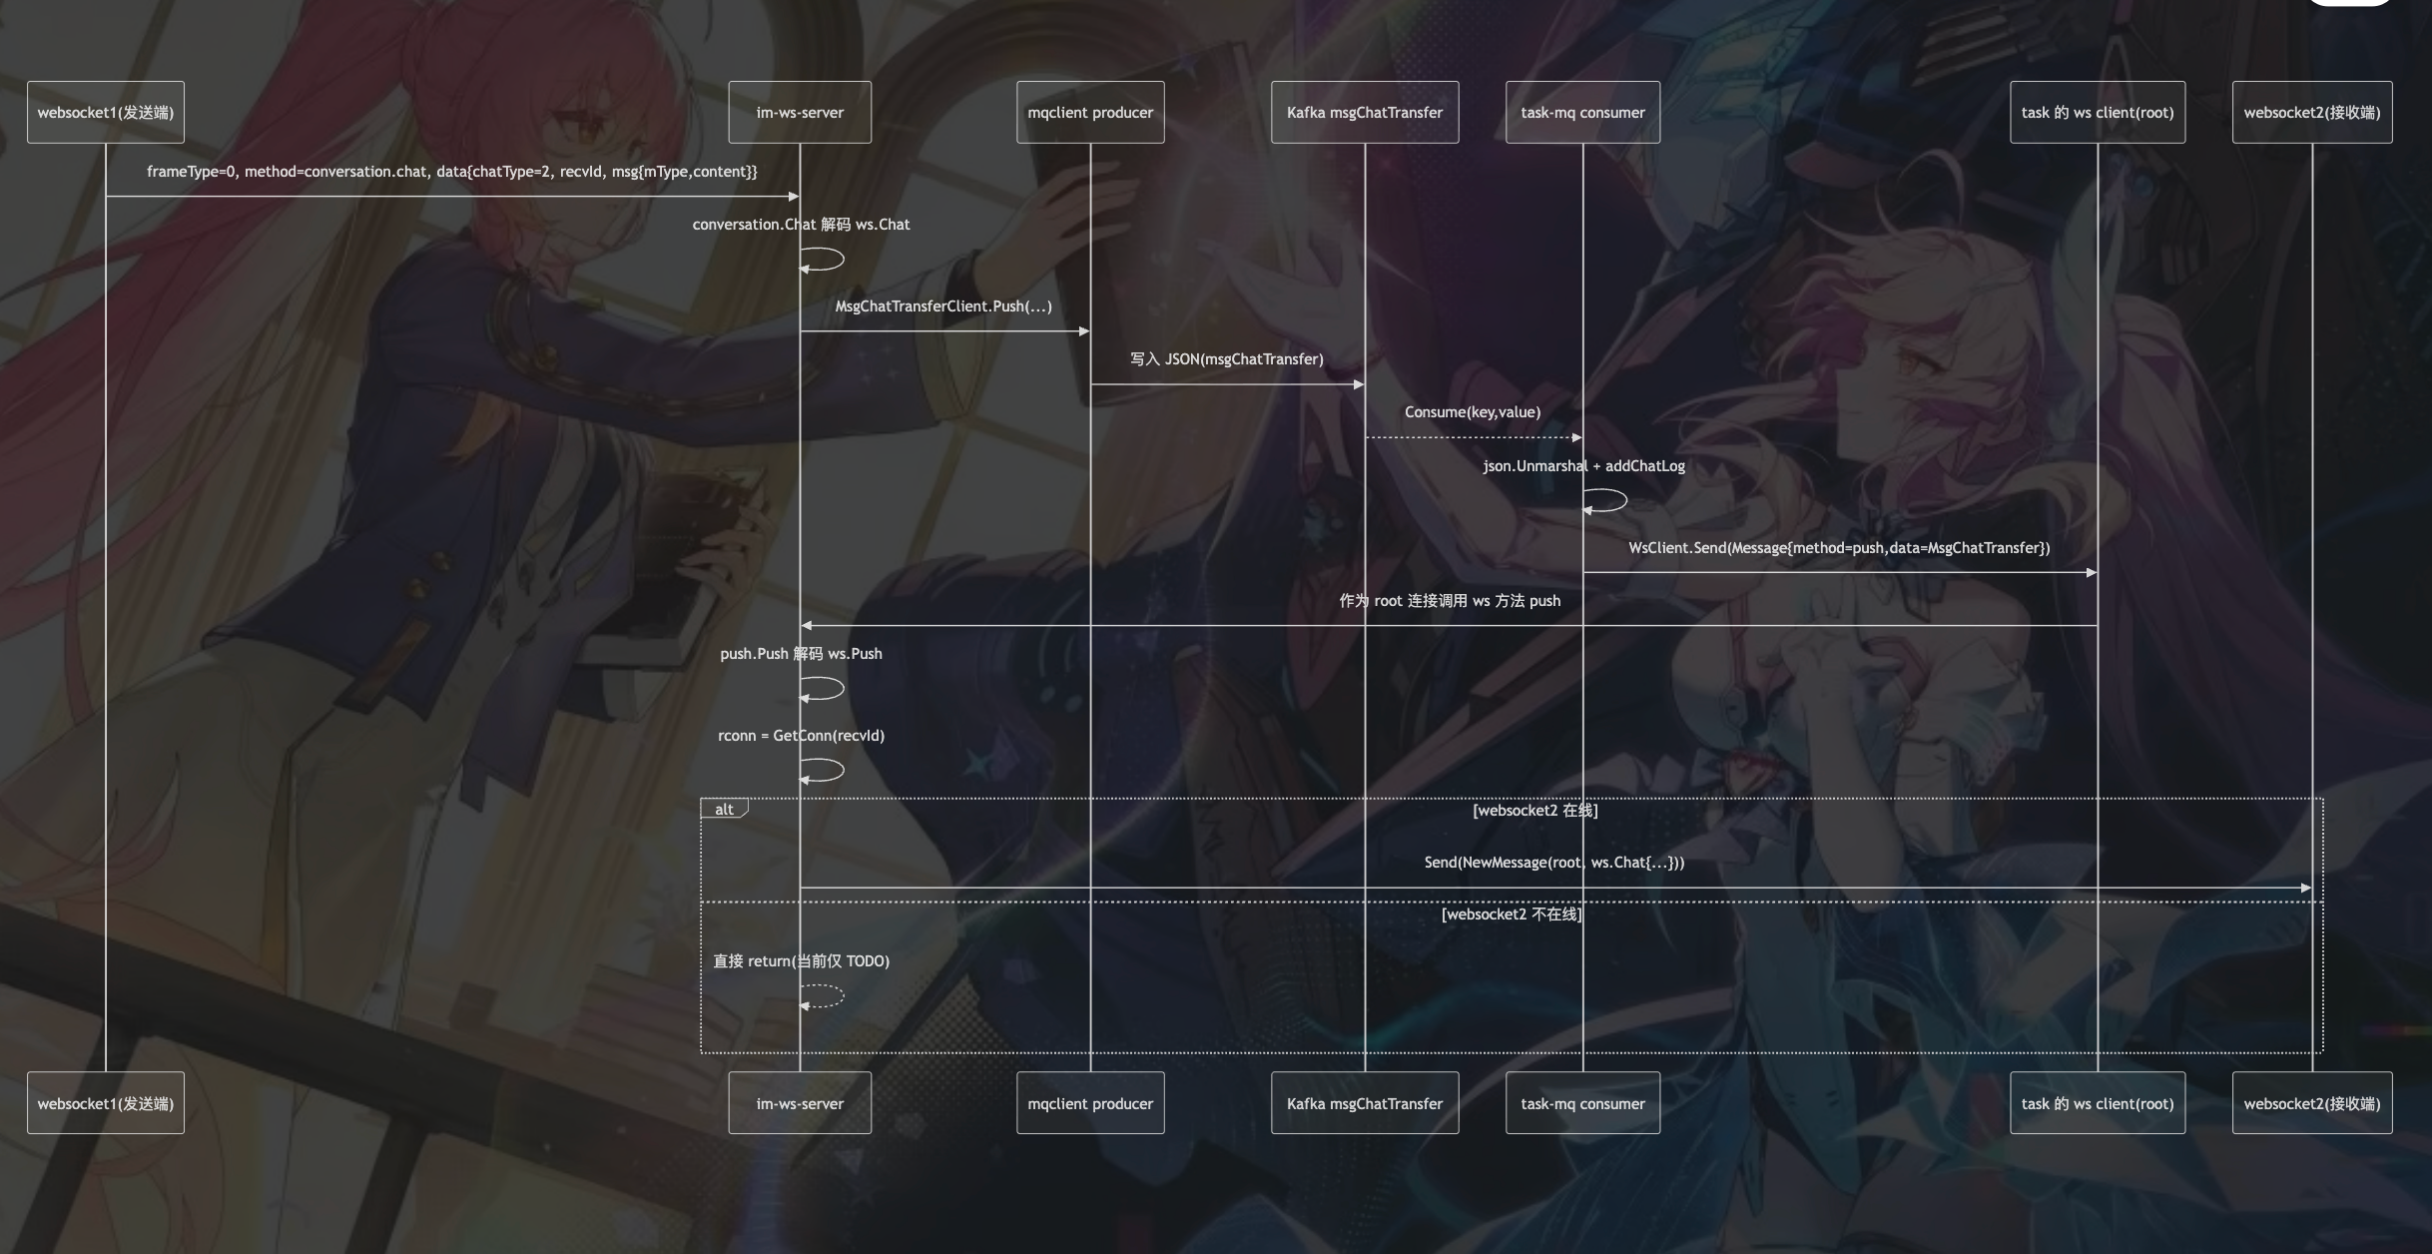 websocket1(发送端)
im-ws-server
mqclient producer
Kafka msgChatTransfer
task-mq consumer
task 的 ws client(root)
websocket2(接收端)
frameType=0, method=conversation.chat, data{chatType=2, recvId, msg{mType,content}}
conversation.Chat 解码 ws.Chat
MsgChatTransferClient.Push(...)
写入 JSON(msgChatTransfer)
Consume(key,value)
json.Unmarshal + addChatLog
WsClient.Send(Message{method=push,data=MsgChatTransfer})
作为 root 连接调用 ws 方法 push
push.Push 解码 ws.Push
rconn = GetConn(recvId)
alt
[websocket2 在线]
Send(NewMessage(root, ws.Chat{...}))
[websocket2 不在线]
直接 return(当前仅 TODO)
websocket1(发送端)
im-ws-server
mqclient producer
Kafka msgChatTransfer
task-mq consumer
task 的 ws client(root)
websocket2(接收端)